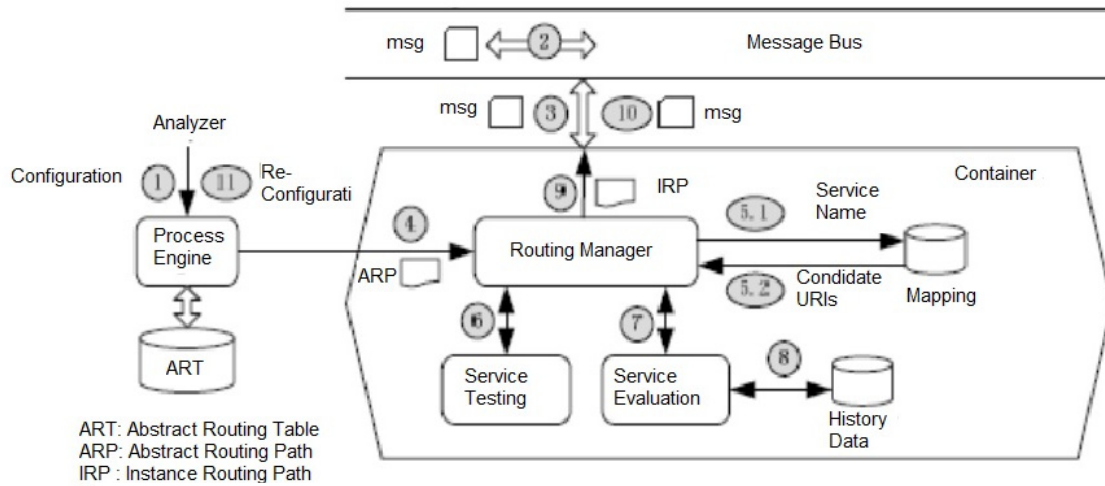 msg 2 Message Bus
msg 3 10 msg
Analyzer
Configuration 1 11 Re-
Configurati
Container
9 IRP
5.1 Service
Name
4
Process
Engine
Routing Manager
ARP
5.2 Candidate
URIs
Mapping
6 7
ART
Service
Testing
Service
Evaluation
8
History
Data
ART: Abstract Routing Table
ARP: Abstract Routing Path
IRP : Instance Routing Path